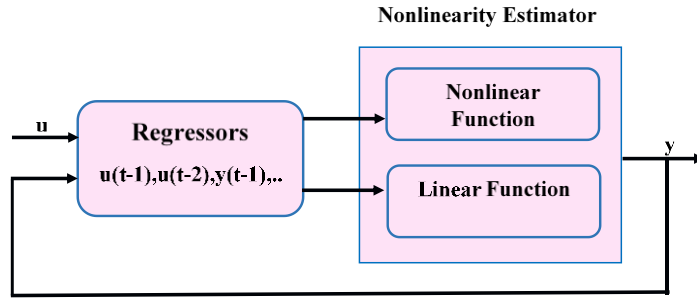 Nonlinearity Estimator
u
Regressors
u(t-1),u(t-2),y(t-1),..
Nonlinear
Function
Linear Function
y